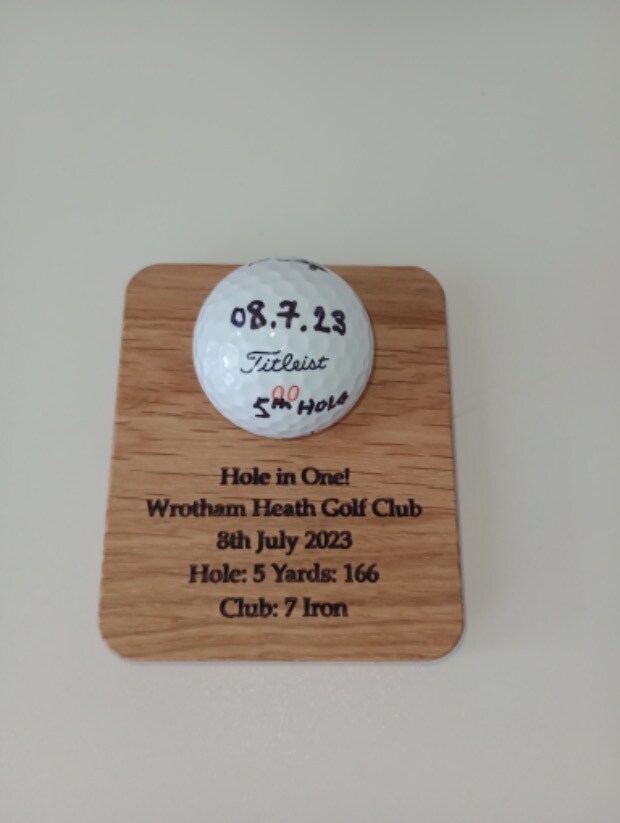 08.7.23
Titleist
00
5th HOLE
Hole in One!
Wrotham Heath Golf Club
8th July 2023
Hole: 5 Yards: 166
Club: 7 Iron